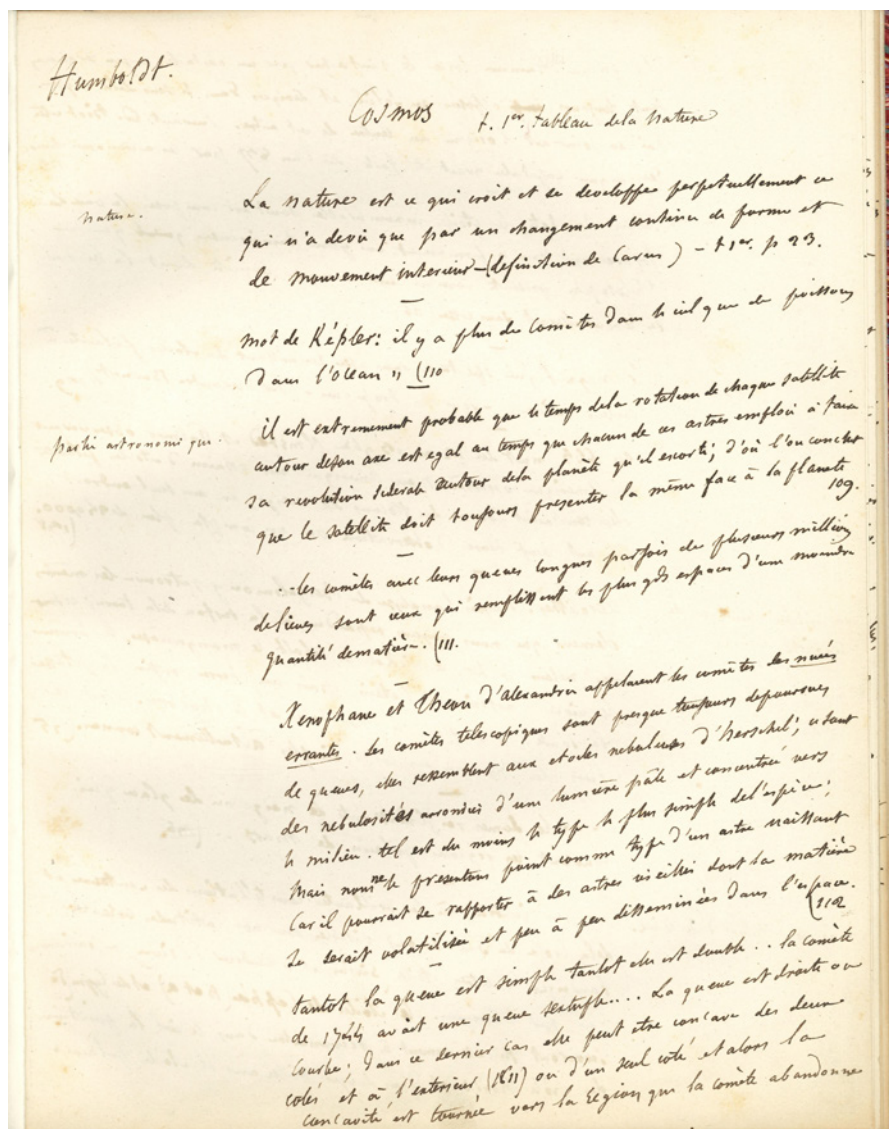 Humboldt.
Cosmos t. 1er. tableau de la nature
nature.
La nature est ce qui croit et se developpe perpetuellement ce
qui n'a de vie que par un changement continu de forme et
de mouvement interieur – (definition de Carus) – t 1er. p 23.
mot de Képler: il y a plus de comètes dans le ciel que de poissons
dans l'ocean " (110
partie astronomique.
il est extremement probable que le temps de la rotation de chaque satellite
autour de son axe est egal au temps que chacun de ces astres emploie à faire
sa revolution siderale autour de la planète qu'il escorte; d'où l'on conclut
que le satellite doit toujours presenter la même face à la planete
109.
..les comètes avec leurs queues longues parfois de plusieurs millions
de lieues sont ceux qui remplissent les plus gds espaces d'une moindre
quantité de matière. (111.
Xenophane et Theon d'alexandrie appelaient les comètes des nuées
errantes. Les comètes telescopiques sont presque toujours depourvues
de queues, elles ressemblent aux etoiles nebuleuses d'herschel; ce sont
des nebulosités arrondies d'une lumière pâle et concentrée vers
le milieu. tel est du moins le type le plus simple de l'espèce;
Mais nous ne le presentons point comme type d'un astre naissant
Car il pourrait se rapporter à des astres vieillis dont la matière
se serait volatilisée et peu à peu disseminées dans l'espace.
(112
tantot la queue est simple tantot elle est double .. la comète
de 1744 avait une queue sextuple.... La queue est droite ou
courbe; dans ce dernier cas elle peut etre concave des deux
cotés et à l'exterieur (1811) ou d'un seul coté et alors la
concavité est tournée vers la Region que la comète abandonne